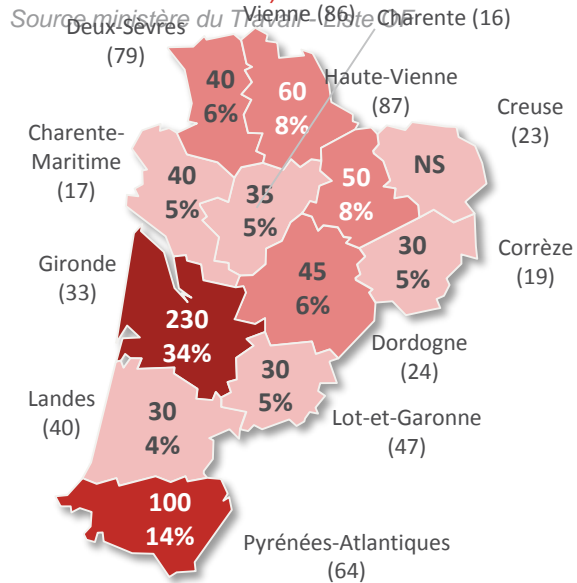 Source ministère du Travail - Liste OF
Deux-Sèvres
(79)
Vienne (86)
Charente (16)
40
6%
60
8%
Haute-Vienne
(87)
Creuse
(23)
Charente-
Maritime
(17)
40
5%
35
5%
50
8%
NS
Gironde
(33)
45
6%
30
5%
Corrèze
(19)
230
34%
Dordogne
(24)
Landes
(40)
30
4%
30
5%
Lot-et-Garonne
(47)
100
14%
Pyrénées-Atlantiques
(64)